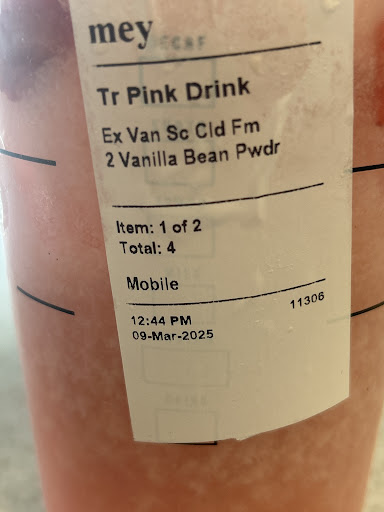 mey
Tr Pink Drink
Ex Van Sc Cld Fm
2 Vanilla Bean Pwdr
Item: 1 of 2
Total: 4
Mobile
11306
12:44 PM
09-Mar-2025